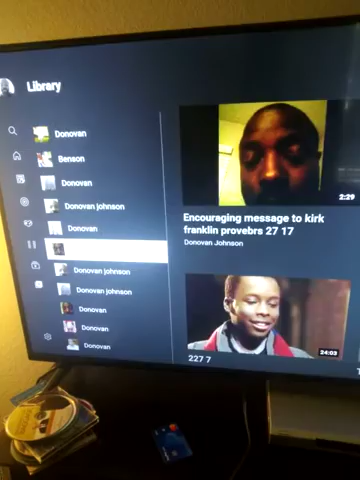 Library
Donovan
Benson
Donovan
Donovan johnson
Donovan
Donovan johnson
Donovan johnson
Donovan
Donovan
Donovan
2:29
Encouraging message to kirk
franklin provebrs 27 17
Donovan Johnson
24:03
227 7